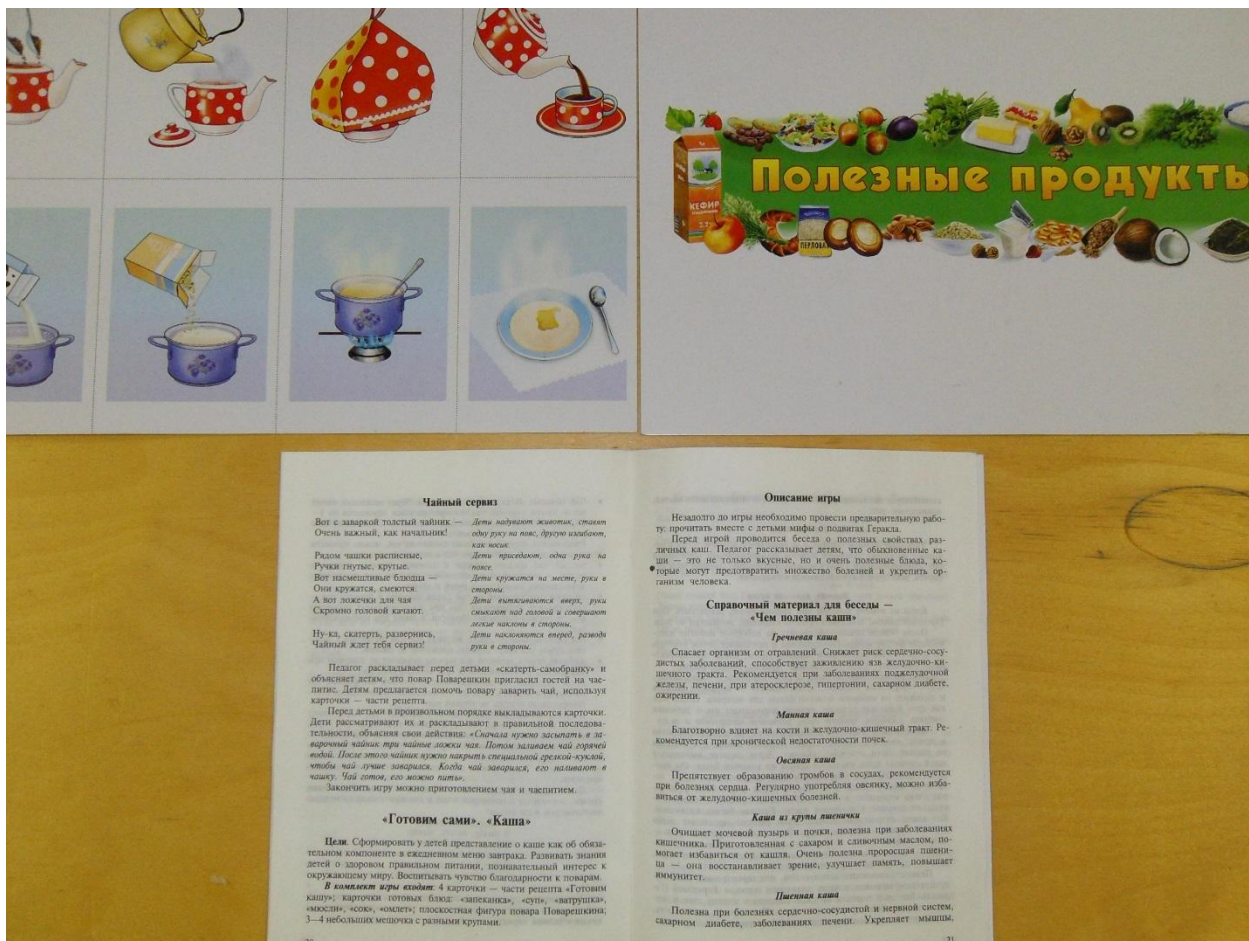 МАСЛО
Полезные продукты
КЕФИР
ПЕРЛОВА
Чайный сервиз
Вот с заваркой толстый чайник —
Очень важный, как начальник!
Рядом чашки расписные,
Ручки гнутые, крутые.
Вот насмешливые блюдца —
Они кружатся, смеются.
А вот ложечки для чая
Скромно головой качают.
Ну-ка, скатерть, развернись,
Чайный ждет тебя сервиз!
Дети надувают животик, ставят
одну руку на пояс, другую изгибают,
как носик.
Дети приседают, одна рука на
поясе.
Дети кружатся на месте, руки в
стороны.
Дети вытягиваются вверх, руки
смыкают над головой и совершают
легкие наклоны в стороны.
Дети наклоняются вперед, разводя
руки в стороны.
Педагог раскладывает перед детьми «скатерть-самобранку» и
объясняет детям, что повар Поварешкин пригласил гостей на чае-
питие. Детям предлагается помочь повару заварить чай, используя
карточки — части рецепта.
Перед детьми в произвольном порядке выкладываются карточки.
Дети рассматривают их и раскладывают в правильной последова-
тельности, объясняя свои действия: «Сначала нужно засыпать в за-
варочный чайник три чайные ложки чая. Потом заливаем чай горячей
водой. После этого чайник нужно накрыть специальной грелкой-куклой,
чтобы чай лучше заварился. Когда чай заварился, его наливают в
чашку. Чай готов, его можно пить».
Закончить игру можно приготовлением чая и чаепитием.
«Готовим сами». «Каша»
Цели. Сформировать у детей представление о каше как об обяза-
тельном компоненте в ежедневном меню завтрака. Развивать знания
детей о здоровом правильном питании, познавательный интерес к
окружающему миру. Воспитывать чувство благодарности к поварам.
В комплект игры входят: 4 карточки — части рецепта «Готовим
кашу»; карточки готовых блюд: «запеканка», «суп», «ватрушка»,
«мюсли», «сок», «омлет»; плоскостная фигура повара Поварешкина;
3—4 небольших мешочка с разными крупами.
Описание игры
Незадолго до игры необходимо провести предварительную рабо-
ту: прочитать вместе с детьми мифы о подвигах Геракла.
Перед игрой проводится беседа о полезных свойствах раз-
личных каш. Педагог рассказывает детям, что обыкновенные ка-
ши — это не только вкусные, но и очень полезные блюда, ко-
торые могут предотвратить множество болезней и укрепить ор-
ганизм человека.
Справочный материал для беседы —
«Чем полезны каши»
Гречневая каша
Спасает организм от отравлений. Снижает риск сердечно-сосу-
дистых заболеваний, способствует заживлению язв желудочно-ки-
шечного тракта. Рекомендуется при заболеваниях поджелудочной
железы, печени, при атеросклерозе, гипертонии, сахарном диабете,
ожирении.
Манная каша
Благотворно влияет на кости и желудочно-кишечный тракт. Ре-
комендуется при хронической недостаточности почек.
Овсяная каша
Препятствует образованию тромбов в сосудах, рекомендуется
при болезнях сердца. Регулярно употребляя овсянку, можно изба-
виться от желудочно-кишечных болезней.
Каша из крупы пшенички
Очищает мочевой пузырь и почки, полезна при заболеваниях
кишечника. Приготовленная с сахаром и сливочным маслом, по-
могает избавиться от кашля. Очень полезна проросшая пшени-
ца — она восстанавливает зрение, улучшает память, повышает
иммунитет.
Пшенная каша
Полезна при болезнях сердечно-сосудистой и нервной систем,
сахарном диабете, заболеваниях печени. Укрепляет мышцы,